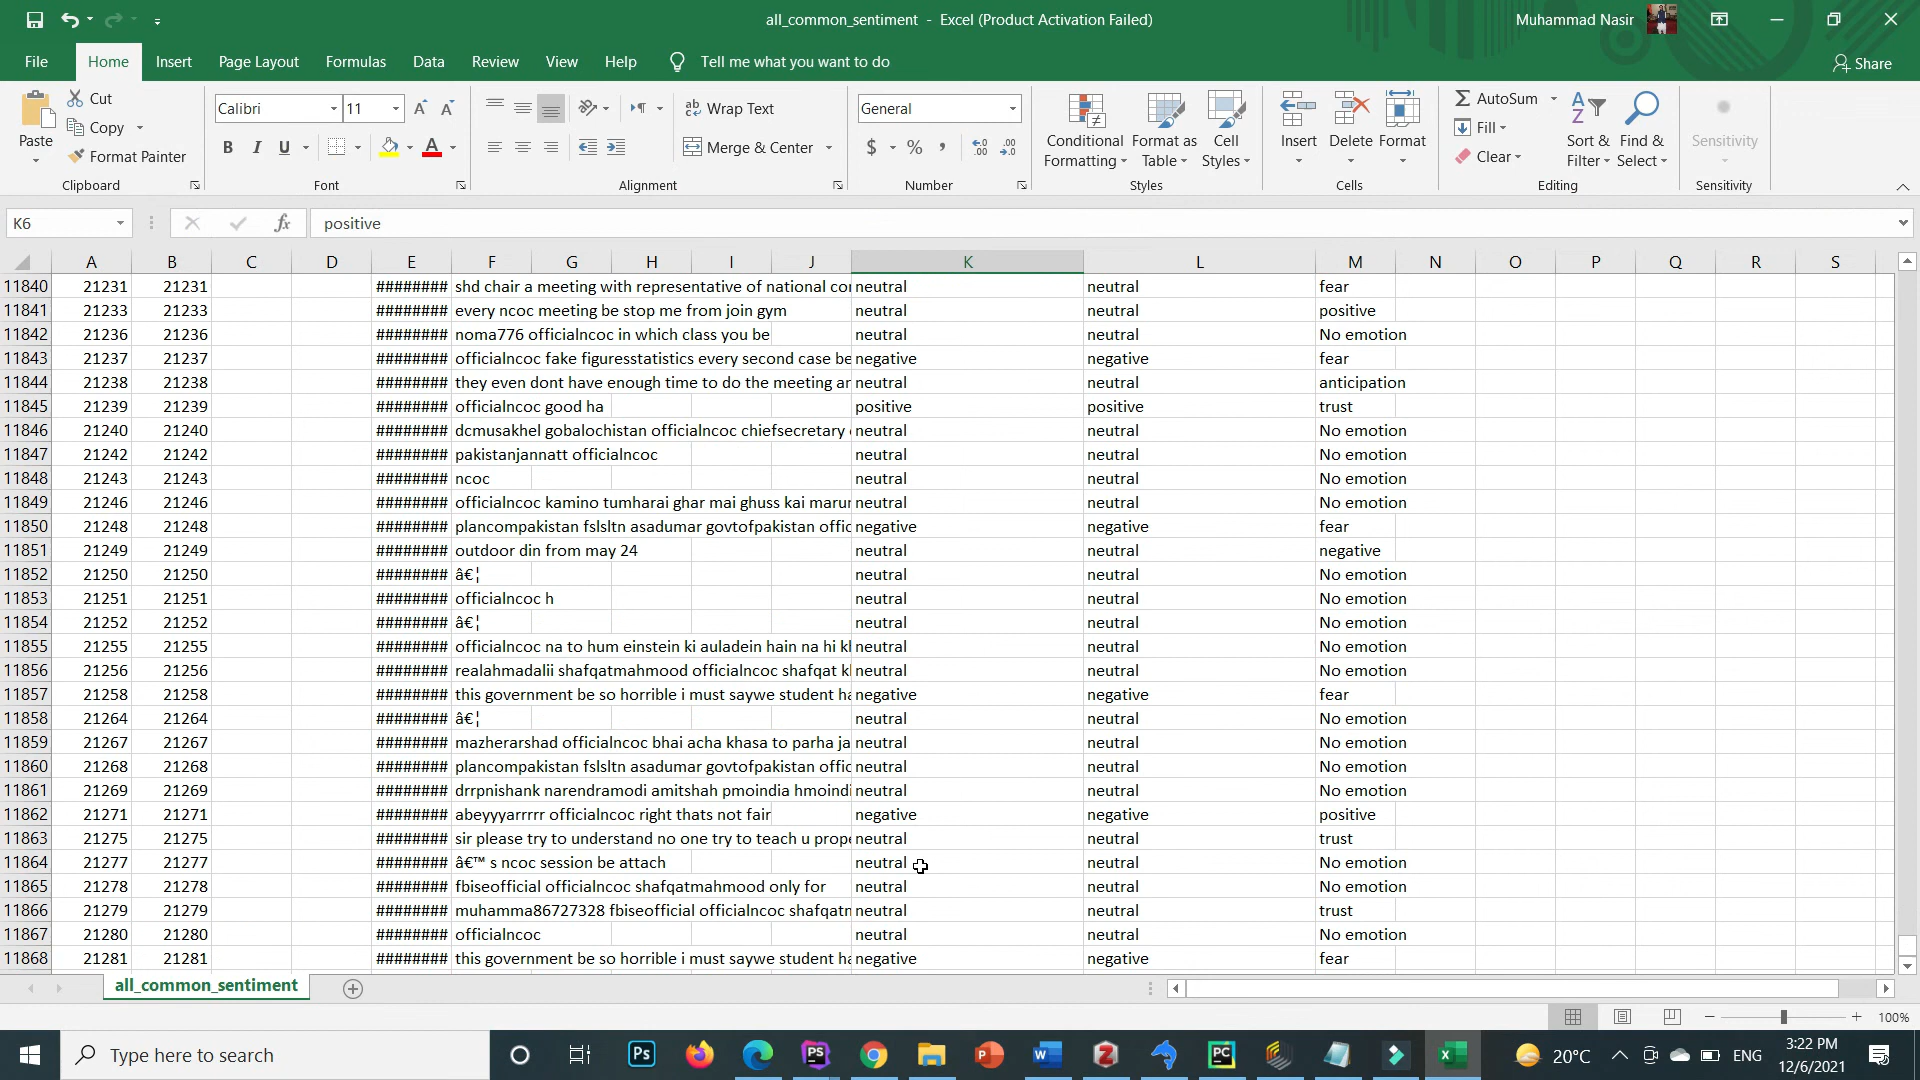 all_common_sentiment - Excel (Product Activation Failed)
Muhammad Nasir
File Home Insert Page Layout Formulas Data Review View Help Tell me what you want to do Share
Paste Cut Copy Format Painter Clipboard
Calibri 11 B I U A Font
Wrap Text Merge & Center Alignment
General $ % , Number
Conditional Formatting Format as Table Cell Styles Styles
Insert Delete Format Cells
AutoSum Fill Clear Sort & Filter Find & Select Editing
Sensitivity Sensitivity
K6 fx positive
A B C D E F G H I J K L M N O P Q R S
11840 21231 21231 ######## shd chair a meeting with representative of national co neutral neutral fear
11841 21233 21233 ######## every ncoc meeting be stop me from join gym neutral neutral positive
11842 21236 21236 ######## noma776 officialncoc in which class you be neutral neutral No emotion
11843 21237 21237 ######## officialncoc fake figuresstatistics every second case be negative negative fear
11844 21238 21238 ######## they even dont have enough time to do the meeting ar neutral neutral anticipation
11845 21239 21239 ######## officialncoc good ha positive positive trust
11846 21240 21240 ######## dcmusakhel gobalochistan officialncoc chiefsecretary neutral neutral No emotion
11847 21242 21242 ######## pakistanjannatt officialncoc neutral neutral No emotion
11848 21243 21243 ######## ncoc neutral neutral No emotion
11849 21246 21246 ######## officialncoc kamino tumharai ghar mai ghuss kai marur neutral neutral No emotion
11850 21248 21248 ######## plancompakistan fslsltn asadumar govtofpakistan offic negative negative fear
11851 21249 21249 ######## outdoor din from may 24 neutral neutral negative
11852 21250 21250 ######## â€¦ neutral neutral No emotion
11853 21251 21251 ######## officialncoc h neutral neutral No emotion
11854 21252 21252 ######## â€¦ neutral neutral No emotion
11855 21255 21255 ######## officialncoc na to hum einstein ki auladein hain na hi kl neutral neutral No emotion
11856 21256 21256 ######## realahmadalii shafqatmahmood officialncoc shafqat kl neutral neutral No emotion
11857 21258 21258 ######## this government be so horrible i must saywe student ha negative negative fear
11858 21264 21264 ######## â€¦ neutral neutral No emotion
11859 21267 21267 ######## mazherarshad officialncoc bhai acha khasa to parha ja neutral neutral No emotion
11860 21268 21268 ######## plancompakistan fslsltn asadumar govtofpakistan offic neutral neutral No emotion
11861 21269 21269 ######## drrpnishank narendramodi amitshah pmoindia hmoindi neutral neutral No emotion
11862 21271 21271 ######## abeyyyarrrrr officialncoc right thats not fair negative negative positive
11863 21275 21275 ######## sir please try to understand no one try to teach u prope neutral neutral trust
11864 21277 21277 ######## â€™ s ncoc session be attach neutral neutral No emotion
11865 21278 21278 ######## fbiseofficial officialncoc shafqatmahmood only for neutral neutral No emotion
11866 21279 21279 ######## muhamma86727328 fbiseofficial officialncoc shafqatn neutral neutral trust
11867 21280 21280 ######## officialncoc neutral neutral No emotion
11868 21281 21281 ######## this government be so horrible i must saywe student ha negative negative fear
all_common_sentiment
100%
Type here to search
Ps PS W PC
20°C ENG 3:22 PM
12/6/2021